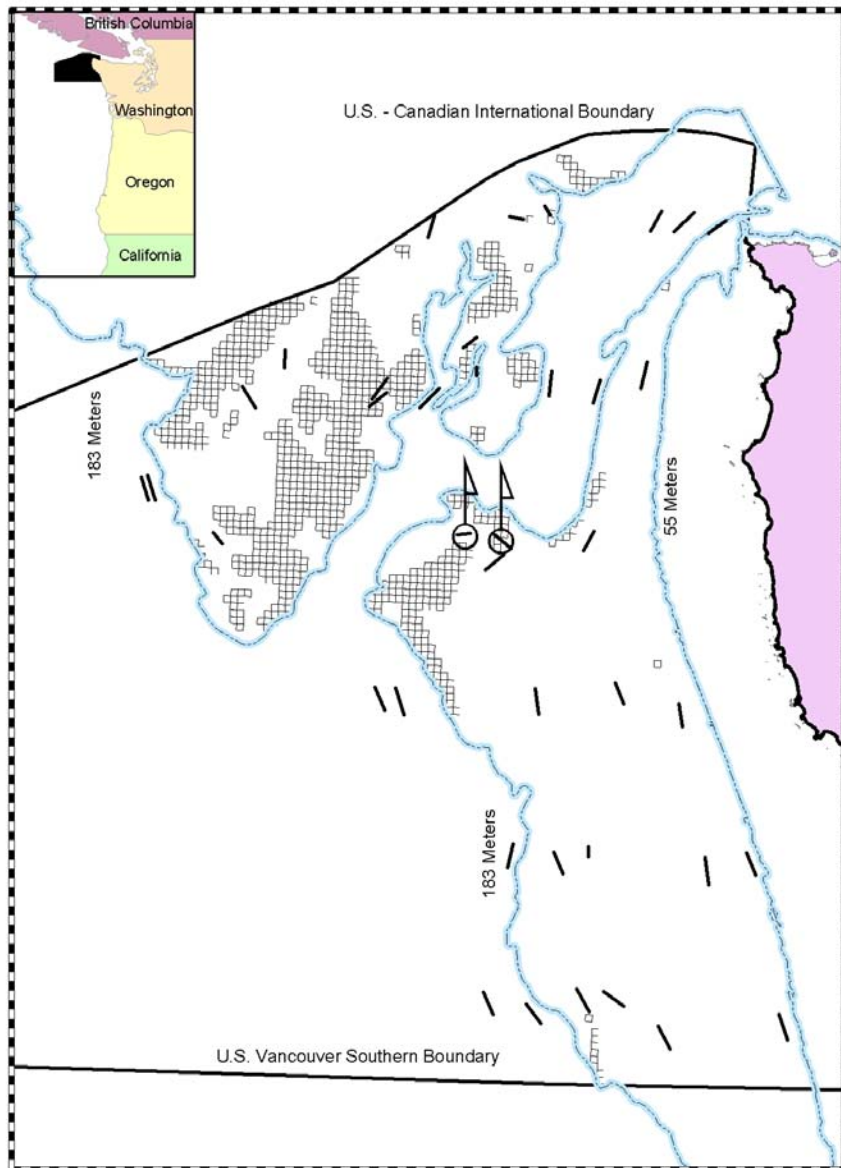 British Columbia
Washington
Oregon
California
U.S. - Canadian International Boundary
183 Meters
55 Meters
183 Meters
U.S. Vancouver Southern Boundary